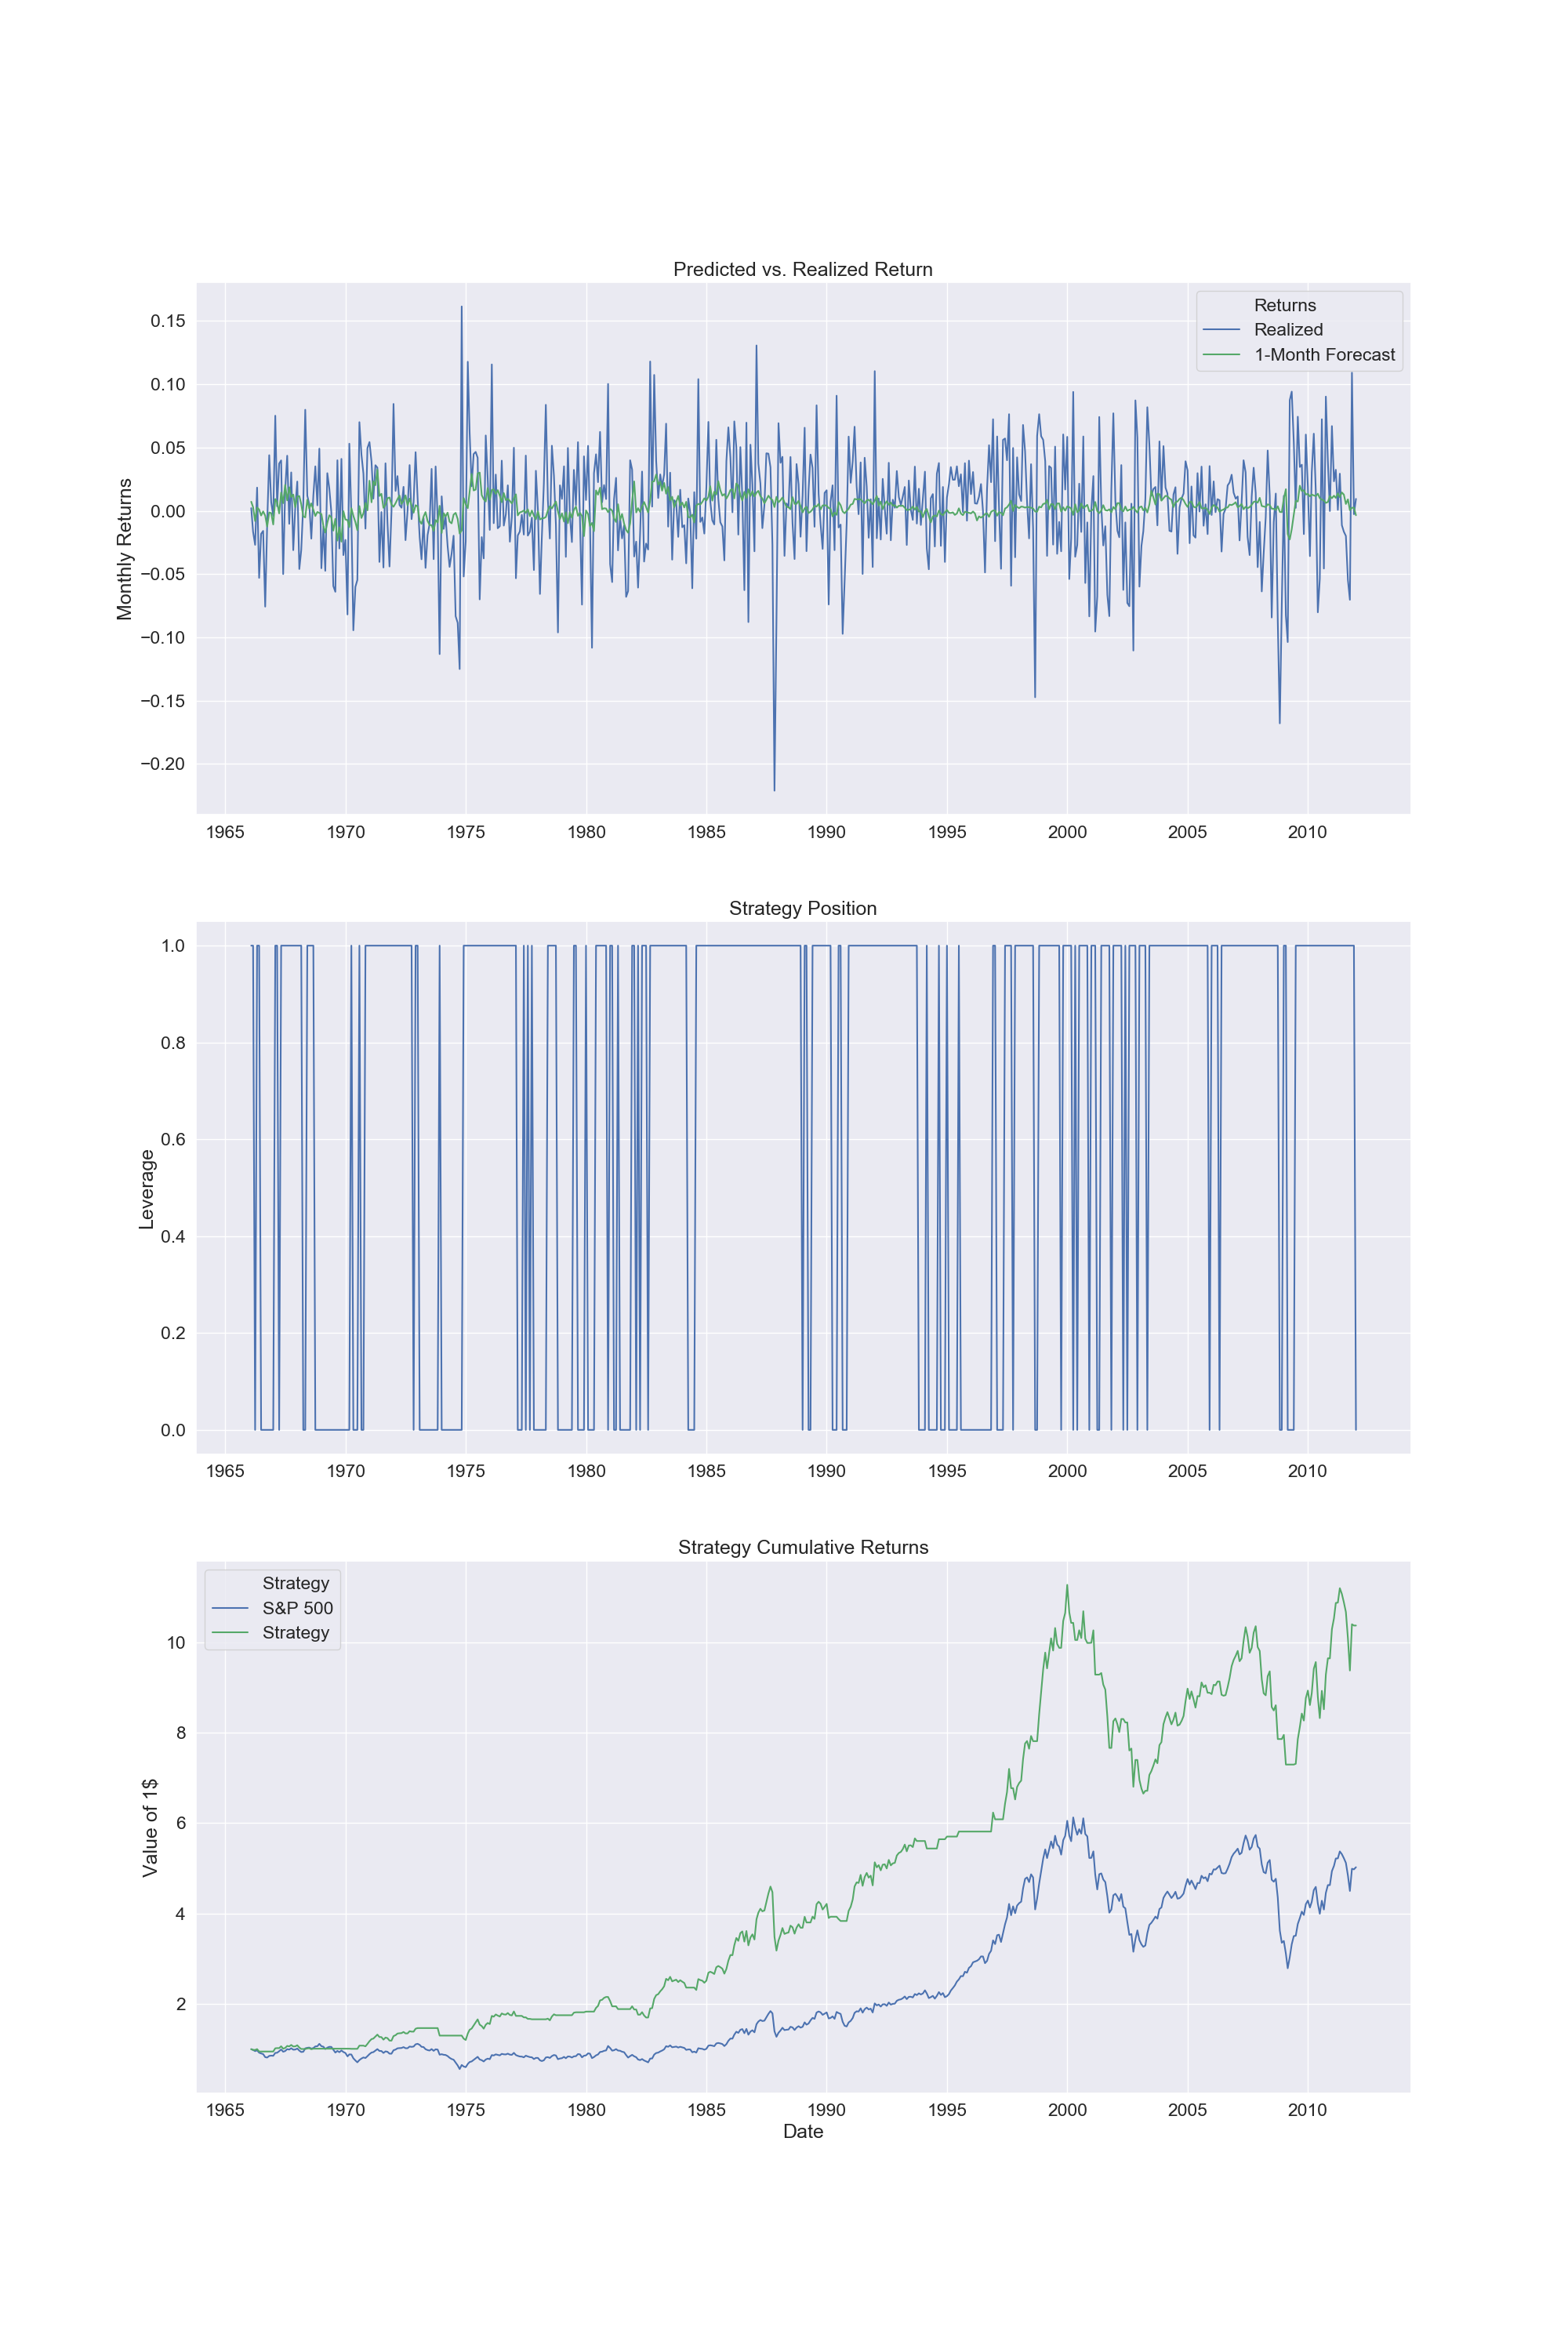 Predicted vs. Realized Return
Returns
Realized
1-Month Forecast
Monthly Returns
0.15
0.10
0.05
0.00
−0.05
−0.10
−0.15
−0.20
1965 1970 1975 1980 1985 1990 1995 2000 2005 2010
Strategy Position
Leverage
1.0
0.8
0.6
0.4
0.2
0.0
1965 1970 1975 1980 1985 1990 1995 2000 2005 2010
Strategy Cumulative Returns
Strategy
S&P 500
Strategy
Value of 1$
10
8
6
4
2
1965 1970 1975 1980 1985 1990 1995 2000 2005 2010
Date